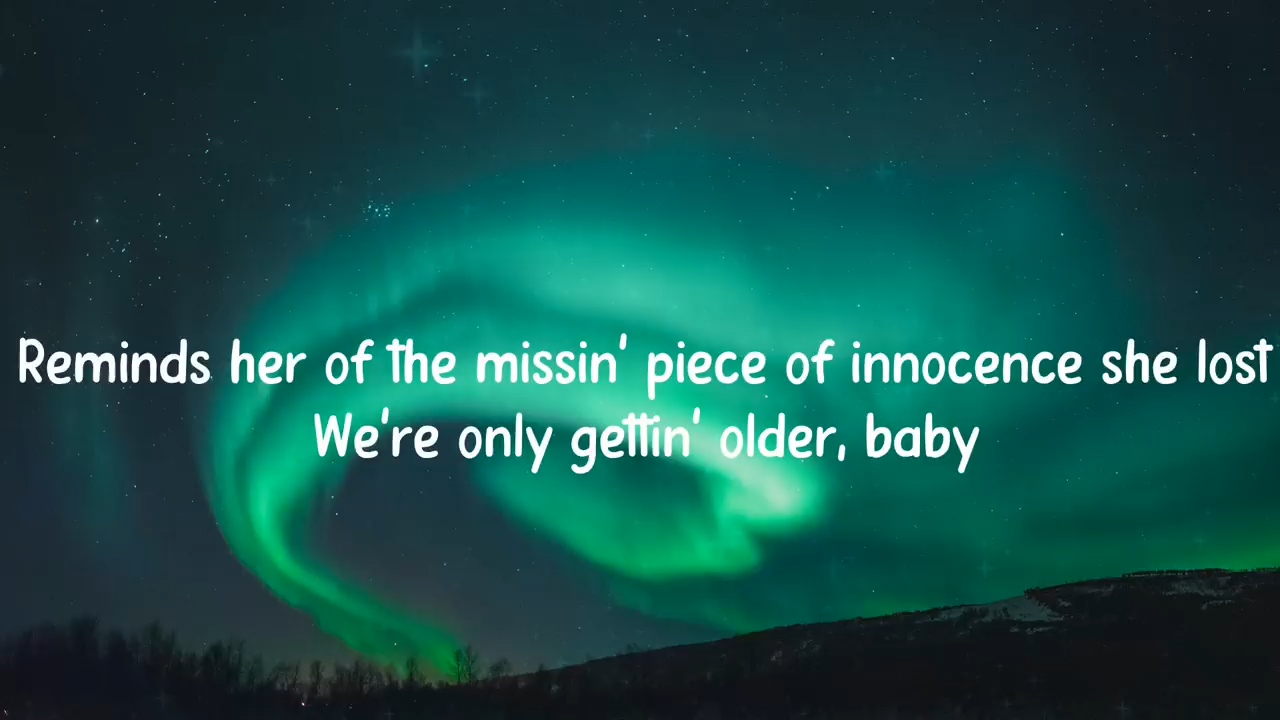 Reminds her of the missin' piece of innocence she lost
We're only gettin' older, baby